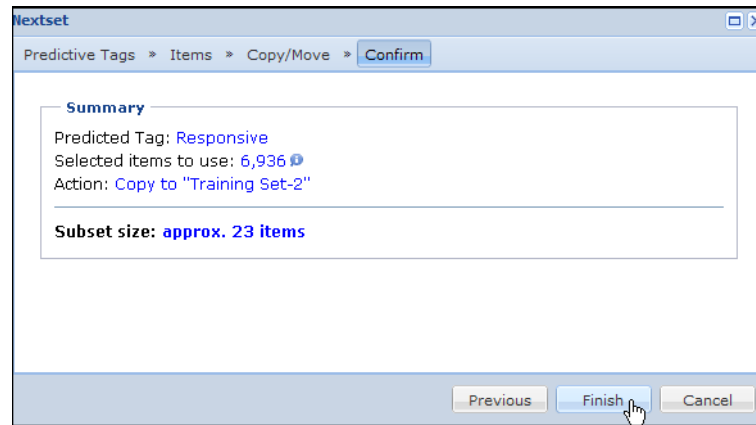 Nextset
Predictive Tags » Items » Copy/Move » Confirm
Summary
Predicted Tag: Responsive
Selected items to use: 6,936
Action: Copy to "Training Set-2"
Subset size: approx. 23 items
Previous Finish Cancel